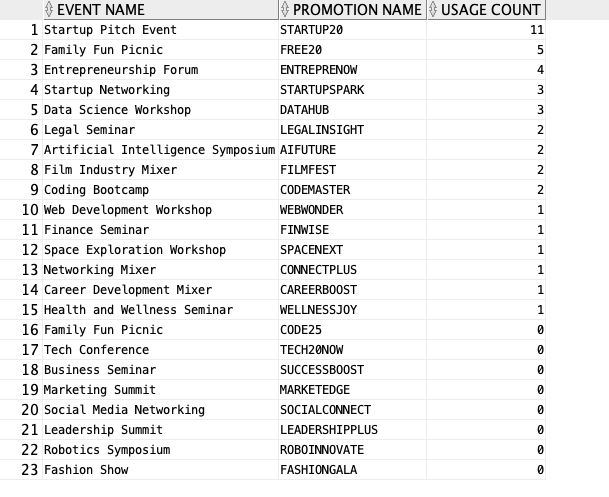 EVENT NAME PROMOTION NAME USAGE COUNT
1 Startup Pitch Event STARTUP20 11
2 Family Fun Picnic FREE20 5
3 Entrepreneurship Forum ENTREPRENOW 4
4 Startup Networking STARTUPSPARK 3
5 Data Science Workshop DATAHUB 3
6 Legal Seminar LEGALINSIGHT 2
7 Artificial Intelligence Symposium AIFUTURE 2
8 Film Industry Mixer FILMFEST 2
9 Coding Bootcamp CODEMASTER 2
10 Web Development Workshop WEBWONDER 1
11 Finance Seminar FINWISE 1
12 Space Exploration Workshop SPACENEXT 1
13 Networking Mixer CONNECTPLUS 1
14 Career Development Mixer CAREERBOOST 1
15 Health and Wellness Seminar WELLNESSJOY 1
16 Family Fun Picnic CODE25 0
17 Tech Conference TECH20NOW 0
18 Business Seminar SUCCESSBOOST 0
19 Marketing Summit MARKETEDGE 0
20 Social Media Networking SOCIALCONNECT 0
21 Leadership Summit LEADERSHIPPLUS 0
22 Robotics Symposium ROBOINNOVATE 0
23 Fashion Show FASHIONGALA 0